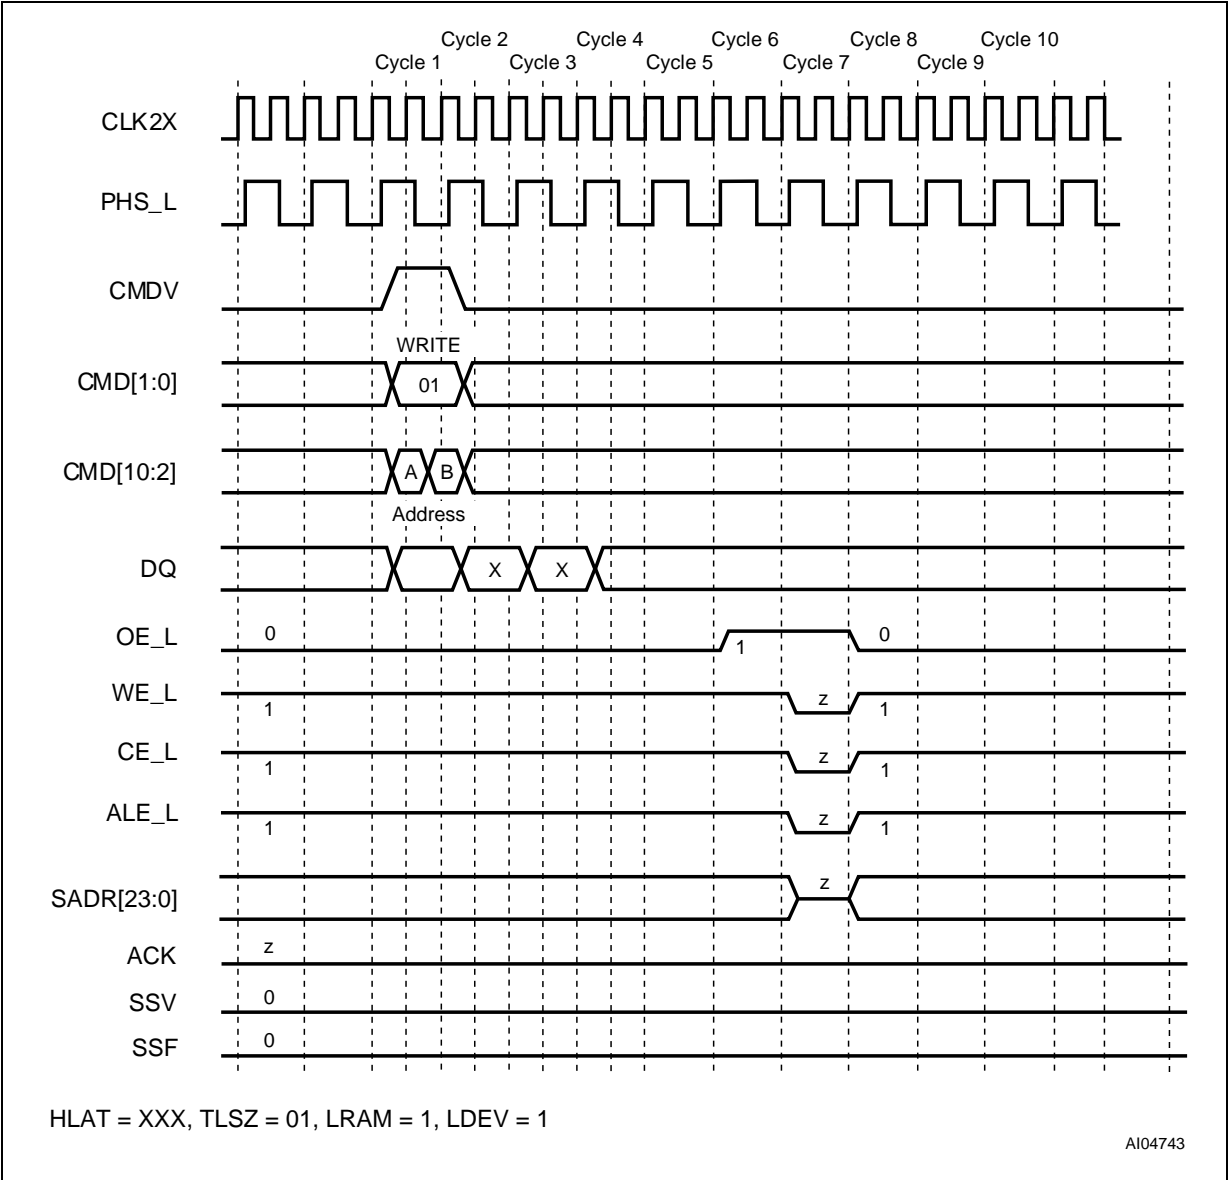 Cycle 2 Cycle 4 Cycle 6 Cycle 8 Cycle 10
Cycle 1 Cycle 3 Cycle 5 Cycle 7 Cycle 9
CLK2X
PHS_L
CMDV
WRITE
CMD[1:0] 01
CMD[10:2] A B
Address
DQ X X
OE_L 0 1 0
WE_L 1 z 1
CE_L 1 z 1
ALE_L 1 z 1
SADR[23:0] z
ACK z
SSV 0
SSF 0
HLAT = XXX, TLSZ = 01, LRAM = 1, LDEV = 1
AI04743